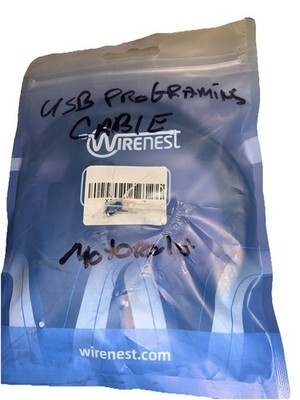 USB PROGRAMING
CABLE
WIRENEST
MOTOROLA
wirenest.com